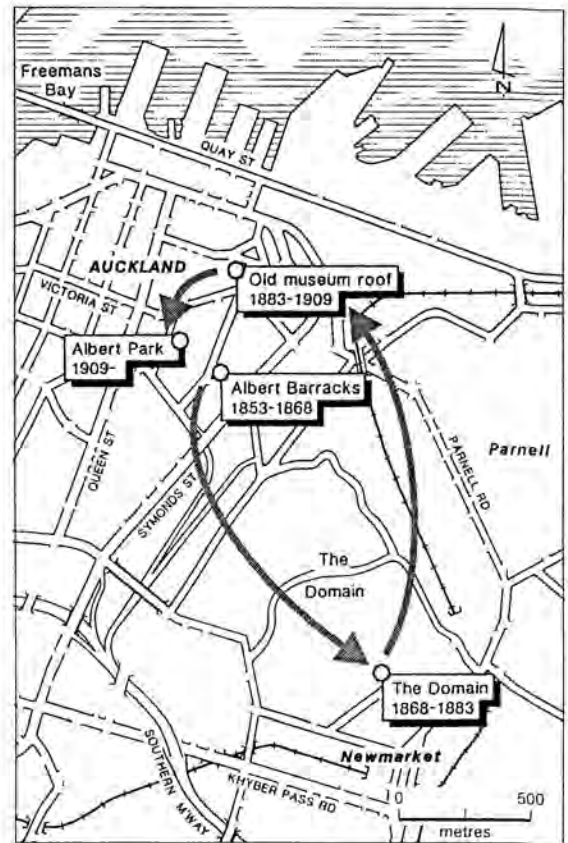 Freemans
Bay
N
QUAY ST
AUCKLAND
VICTORIA ST
Old museum roof
1883-1909
Albert Park
1909-
Albert Barracks
1853-1868
QUEEN ST
SYMONDS ST
PARNELL RD
Parnell
The
Domain
The Domain
1868-1883
Newmarket
SOUTHERN M'WAY
KHYBER PASS RD
0 500
metres